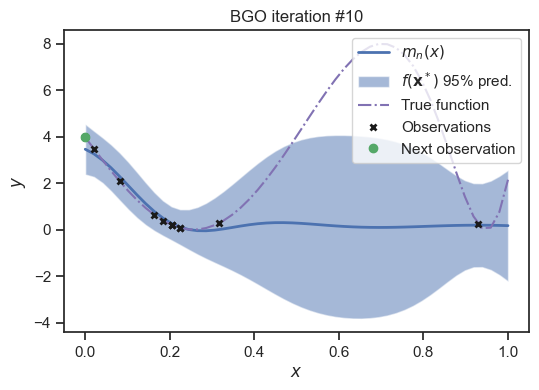 BGO iteration #10
8
6
4
2
0
−2
−4
y
mₙ(x)
f(x*) 95% pred.
True function
Observations
Next observation
0.0 0.2 0.4 0.6 0.8 1.0
x